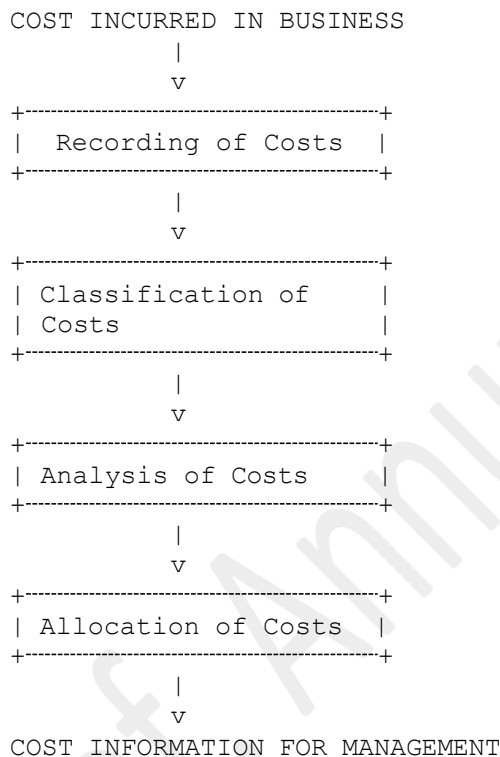 COST INCURRED IN BUSINESS
|
v
+-----------------------------------------------+
| Recording of Costs |
+-----------------------------------------------+
|
v
+-----------------------------------------------+
| Classification of |
| Costs |
+-----------------------------------------------+
|
v
+-----------------------------------------------+
| Analysis of Costs |
+-----------------------------------------------+
|
v
+-----------------------------------------------+
| Allocation of Costs |
+-----------------------------------------------+
|
v
COST INFORMATION FOR MANAGEMENT